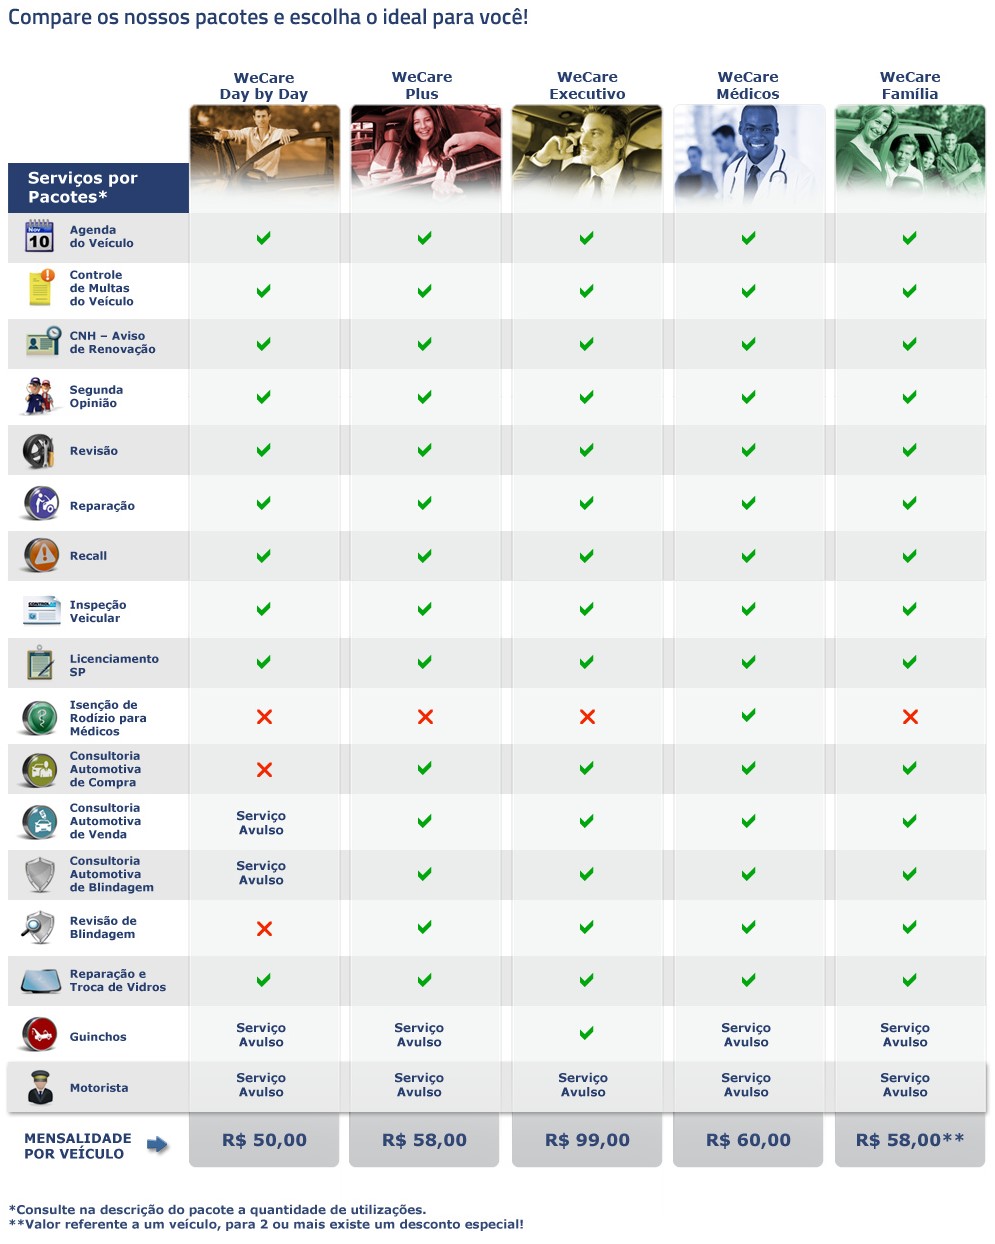 Compare os nossos pacotes e escolha o ideal para você!
WeCare
Day by Day
WeCare
Plus
WeCare
Executivo
WeCare
Médicos
WeCare
Família
Serviços por
Pacotes*
Nov
10
Agenda
do Veículo
Controle
de Multas
do Veículo
CNH – Aviso
de Renovação
Segunda
Opinião
Revisão
Reparação
Recall
Inspeção
Veicular
Licenciamento
SP
Isenção de
Rodízio para
Médicos
Consultoria
Automotiva
de Compra
Consultoria
Automotiva
de Venda
Serviço
Avulso
Consultoria
Automotiva
de Blindagem
Serviço
Avulso
Revisão de
Blindagem
Reparação e
Troca de Vidros
Guinchos
Serviço
Avulso
Serviço
Avulso
Serviço
Avulso
Serviço
Avulso
Motorista
Serviço
Avulso
Serviço
Avulso
Serviço
Avulso
Serviço
Avulso
Serviço
Avulso
MENSALIDADE
POR VEÍCULO
R$ 50,00
R$ 58,00
R$ 99,00
R$ 60,00
R$ 58,00**
*Consulte na descrição do pacote a quantidade de utilizações.
**Valor referente a um veículo, para 2 ou mais existe um desconto especial!